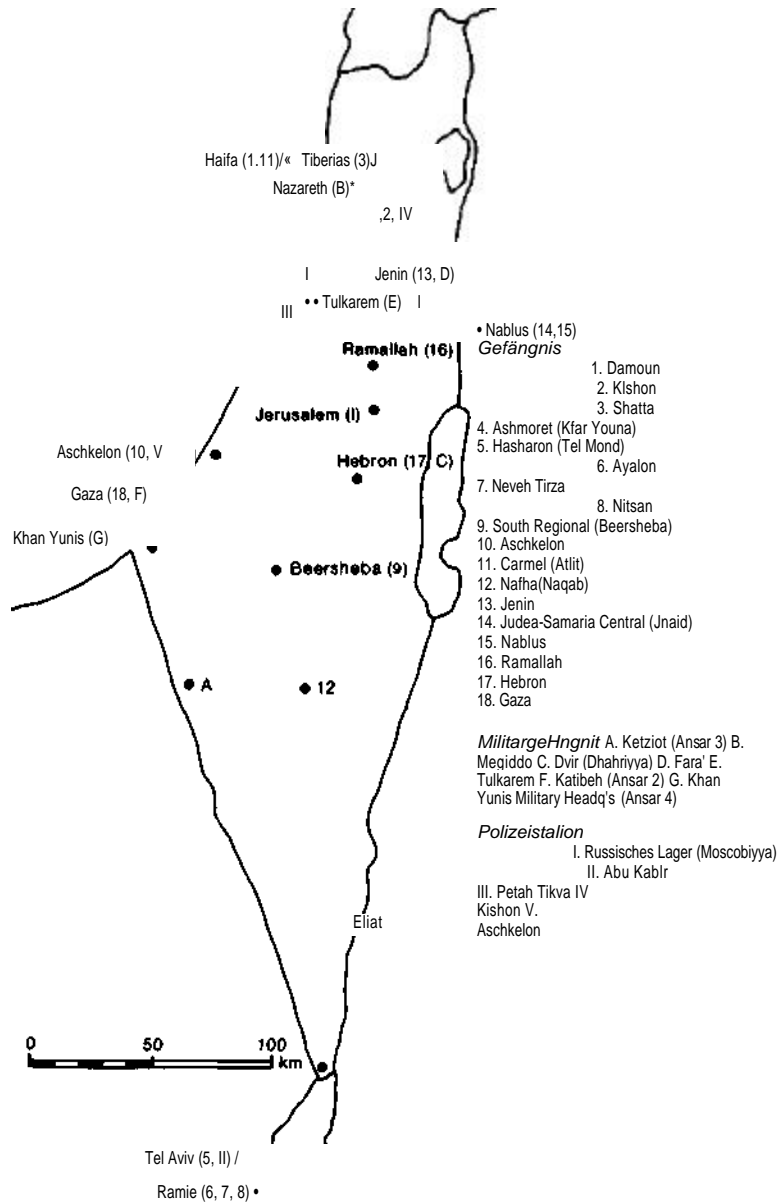 Haifa (1.11)/« Tiberias (3)J
Nazareth (B)*
,2, IV
I Jenin (13, D)
III •• Tulkarem (E) I
• Nablus (14,15)
Ramallah (16)
Jerusalem (I)
Aschkelon (10, V
Hebron (17, C)
Gaza (18, F)
Khan Yunis (G)
Beersheba (9)
A
12
Eliat
0 50 100
km
Tel Aviv (5, II) /
Ramie (6, 7, 8) •
Gefängnis
1. Damoun
2. Klshon
3. Shatta
4. Ashmoret (Kfar Youna)
5. Hasharon (Tel Mond)
6. Ayalon
7. Neveh Tirza
8. Nitsan
9. South Regional (Beersheba)
10. Aschkelon
11. Carmel (Atlit)
12. Nafha(Naqab)
13. Jenin
14. Judea-Samaria Central (Jnaid)
15. Nablus
16. Ramallah
17. Hebron
18. Gaza
MilitargeHngnit A. Ketziot (Ansar 3) B.
Megiddo C. Dvir (Dhahriyya) D. Fara' E.
Tulkarem F. Katibeh (Ansar 2) G. Khan
Yunis Military Headq's (Ansar 4)
Polizeistalion
I. Russisches Lager (Moscobiyya)
II. Abu Kablr
III. Petah Tikva IV
Kishon V.
Aschkelon